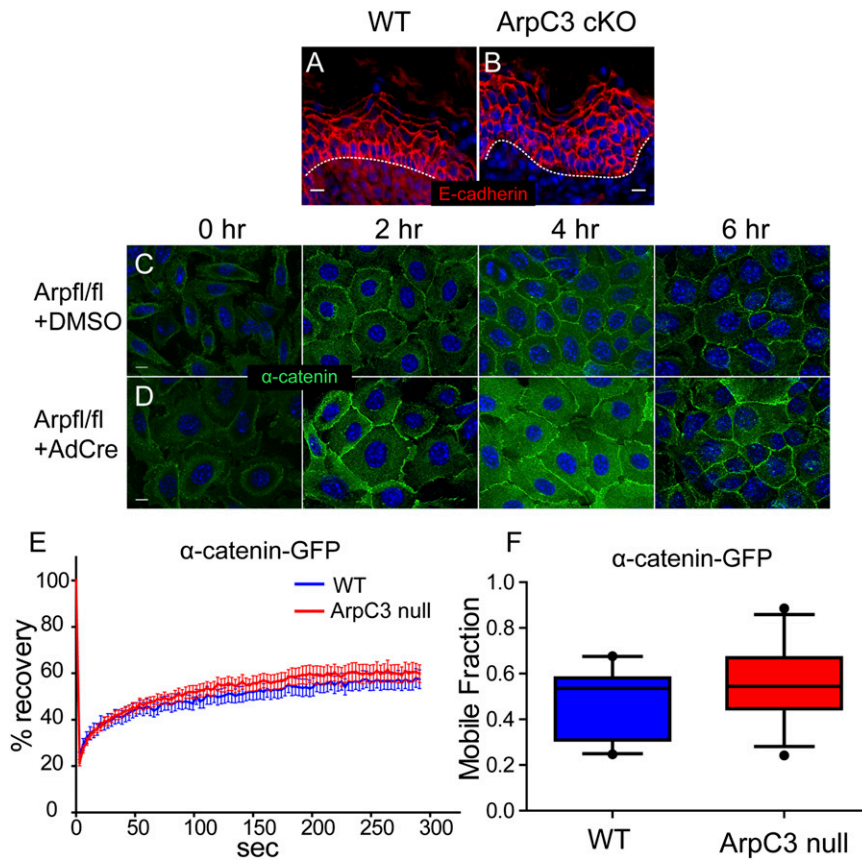 WT ArpC3 cKO
A B
E-cadherin
0 hr 2 hr 4 hr 6 hr
C
Arpfl/fl
+DMSO
α-catenin
D
Arpfl/fl
+AdCre
E
α-catenin-GFP
WT
ArpC3 null
% recovery
100
80
60
40
20
0
0 50 100 150 200 250 300
sec
F
α-catenin-GFP
Mobile Fraction
1.0
0.8
0.6
0.4
0.2
0.0
WT ArpC3 null